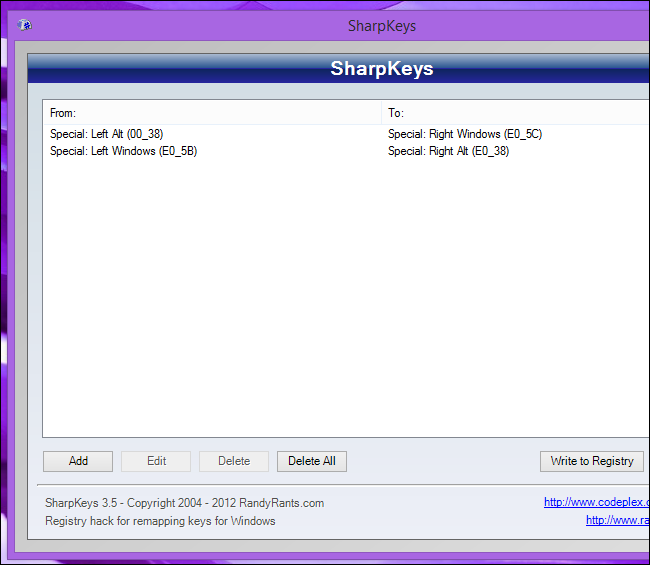 SharpKeys
SharpKeys
From: To:
Special: Left Alt (00_38) Special: Right Windows (E0_5C)
Special: Left Windows (E0_5B) Special: Right Alt (E0_38)
Add Edit Delete Delete All Write to Registry
SharpKeys 3.5 - Copyright 2004 - 2012 RandyRants.com http://www.codeplex.c
Registry hack for remapping keys for Windows http://www.ra